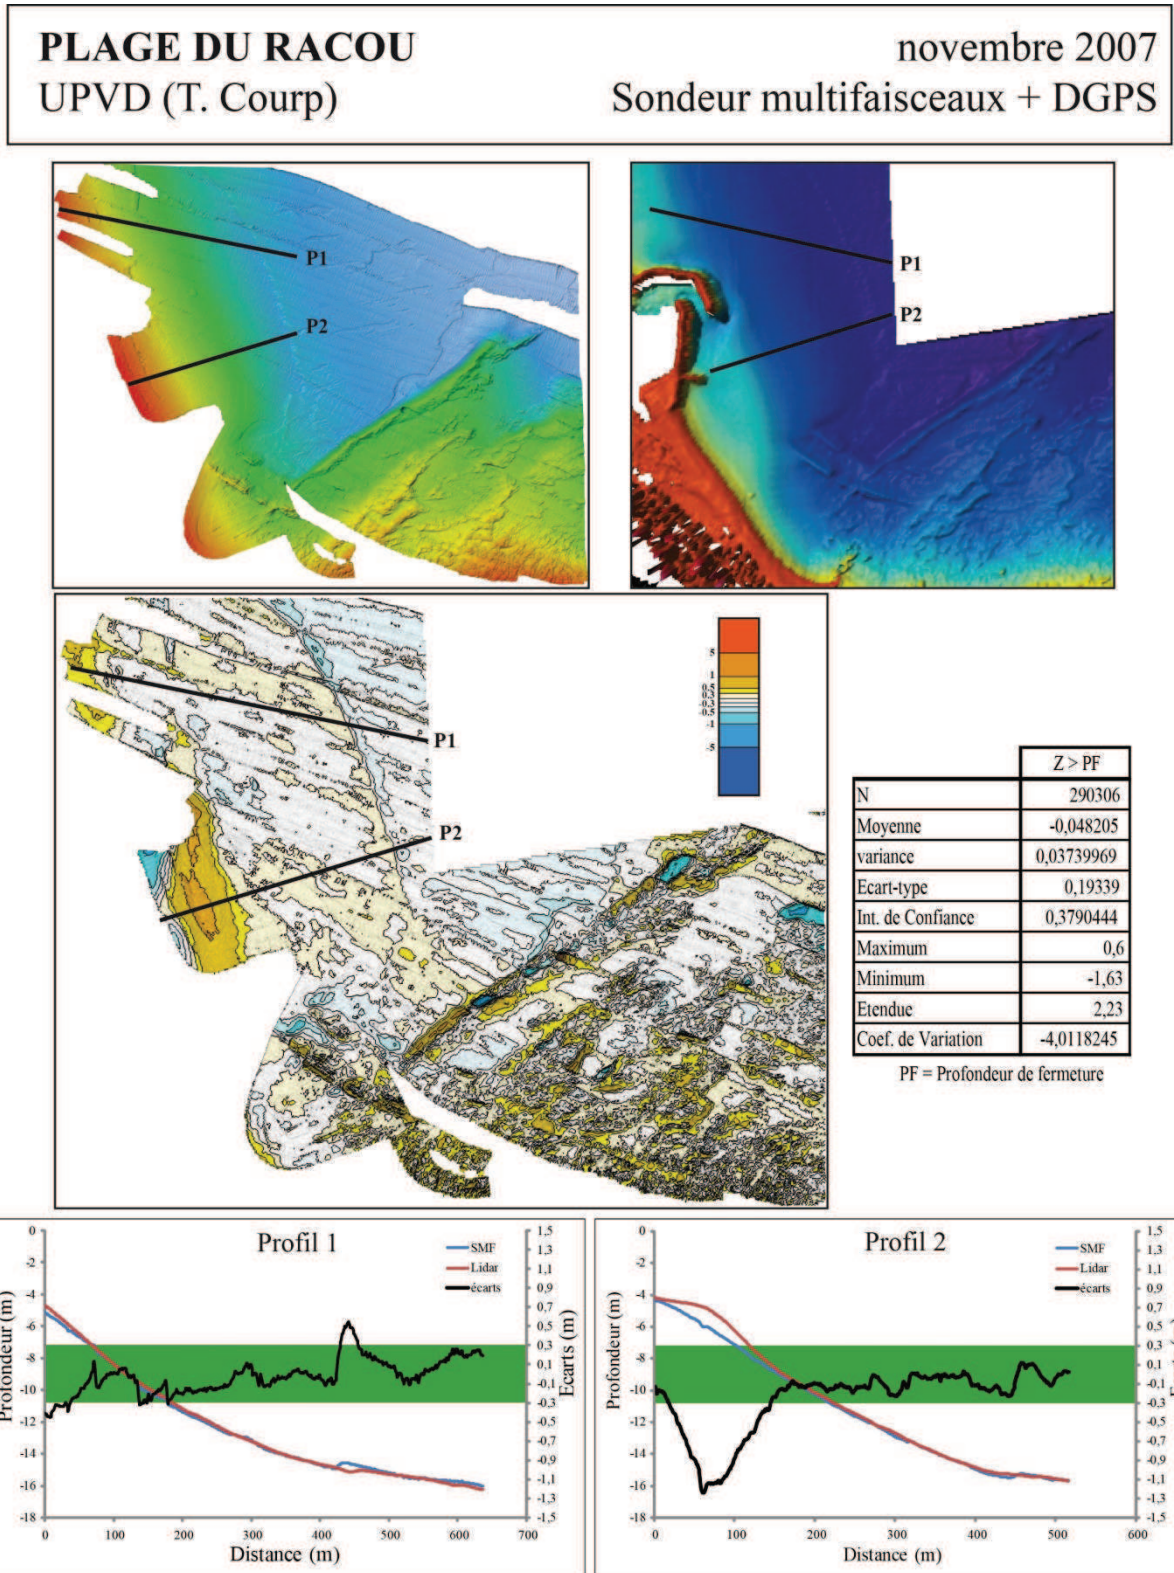 PLAGE DU RACOU
novembre 2007
UPVD (T. Courp)
Sondeur multifaisceaux + DGPS
P1
P2
P1
P2
5
1
0.5
0.3
-0.3
-0.5
-1
-5
P1
P2
Z > PF
N 290306
Moyenne -0,048205
variance 0,03739969
Ecart-type 0,19339
Int. de Confiance 0,3790444
Maximum 0,6
Minimum -1,63
Etendue 2,23
Coef. de Variation -4,0118245
PF = Profondeur de fermeture
Profil 1
SMF
Lidar
écarts
Profondeur (m)
0
-2
-4
-6
-8
-10
-12
-14
-16
-18
Ecarts (m)
1,5
1,3
1,1
0,9
0,7
0,5
0,3
0,1
-0,1
-0,3
-0,5
-0,7
-0,9
-1,1
-1,3
-1,5
0 100 200 300 400 500 600 700
Distance (m)
Profil 2
SMF
Lidar
écarts
Profondeur (m)
0
-2
-4
-6
-8
-10
-12
-14
-16
-18
1,5
1,3
1,1
0,9
0,7
0,5
0,3
0,1
-0,1
-0,3
-0,5
-0,7
-0,9
-1,1
-1,3
-1,5
0 100 200 300 400 500 600
Distance (m)